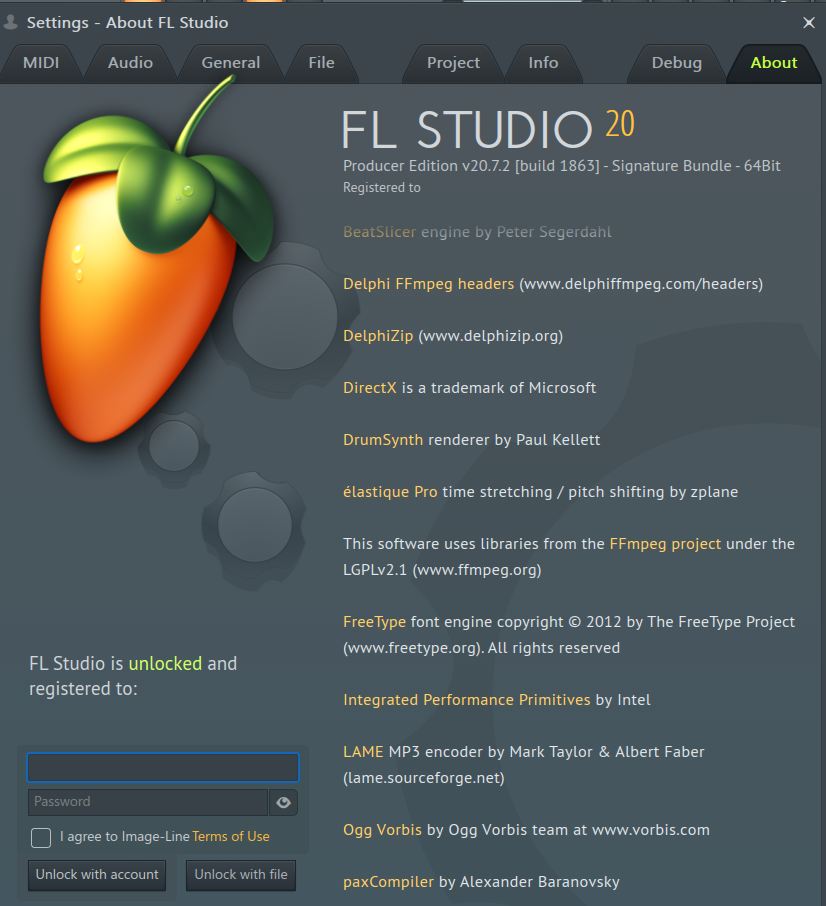 Settings - About FL Studio
MIDI Audio General File Project Info Debug About
FL STUDIO 20
Producer Edition v20.7.2 [build 1863] - Signature Bundle - 64Bit
Registered to
BeatSlicer engine by Peter Segerdahl
Delphi FFmpeg headers (www.delphiffmpeg.com/headers)
DelphiZip (www.delphizip.org)
DirectX is a trademark of Microsoft
DrumSynth renderer by Paul Kellett
élastique Pro time stretching / pitch shifting by zplane
This software uses libraries from the FFmpeg project under the
LGPLv2.1 (www.ffmpeg.org)
FreeType font engine copyright © 2012 by The FreeType Project
(www.freetype.org). All rights reserved
Integrated Performance Primitives by Intel
LAME MP3 encoder by Mark Taylor & Albert Faber
(lame.sourceforge.net)
Ogg Vorbis by Ogg Vorbis team at www.vorbis.com
paxCompiler by Alexander Baranovsky
FL Studio is unlocked and
registered to:
Password
I agree to Image-Line Terms of Use
Unlock with account Unlock with file